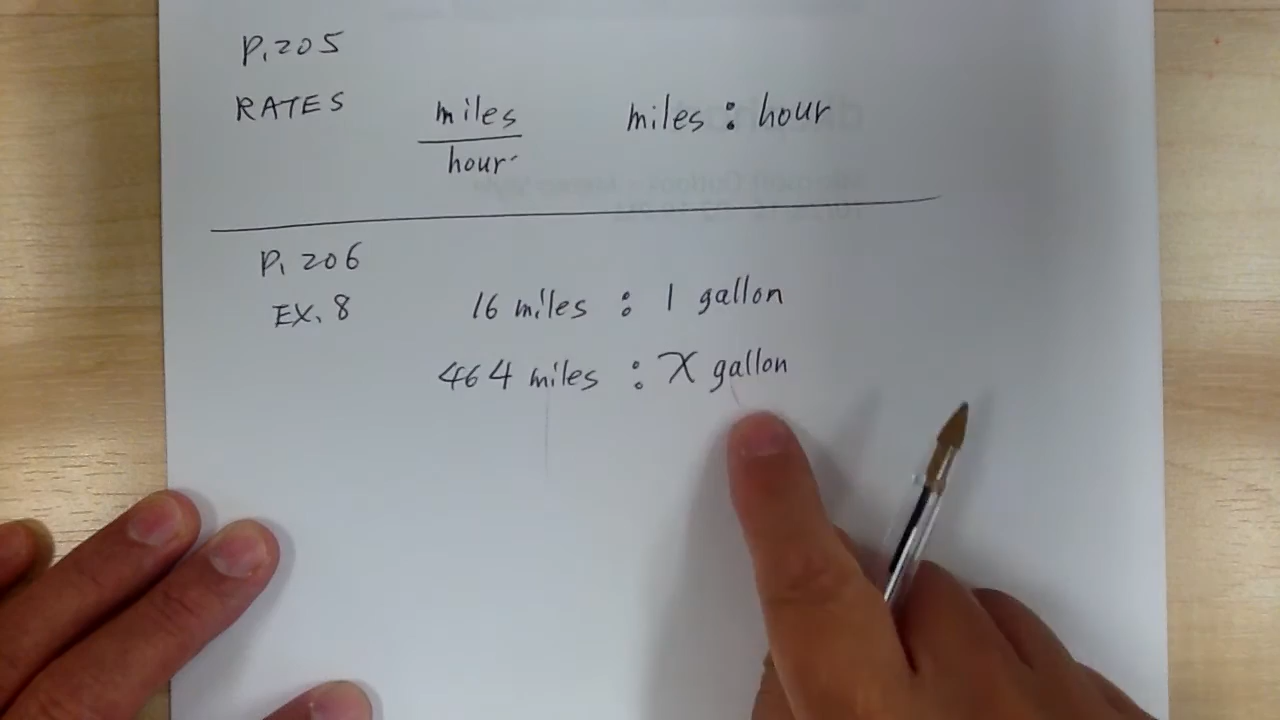 P. 205
RATES miles / hour miles : hour
P. 206
EX. 8 16 miles : 1 gallon
464 miles : X gallon